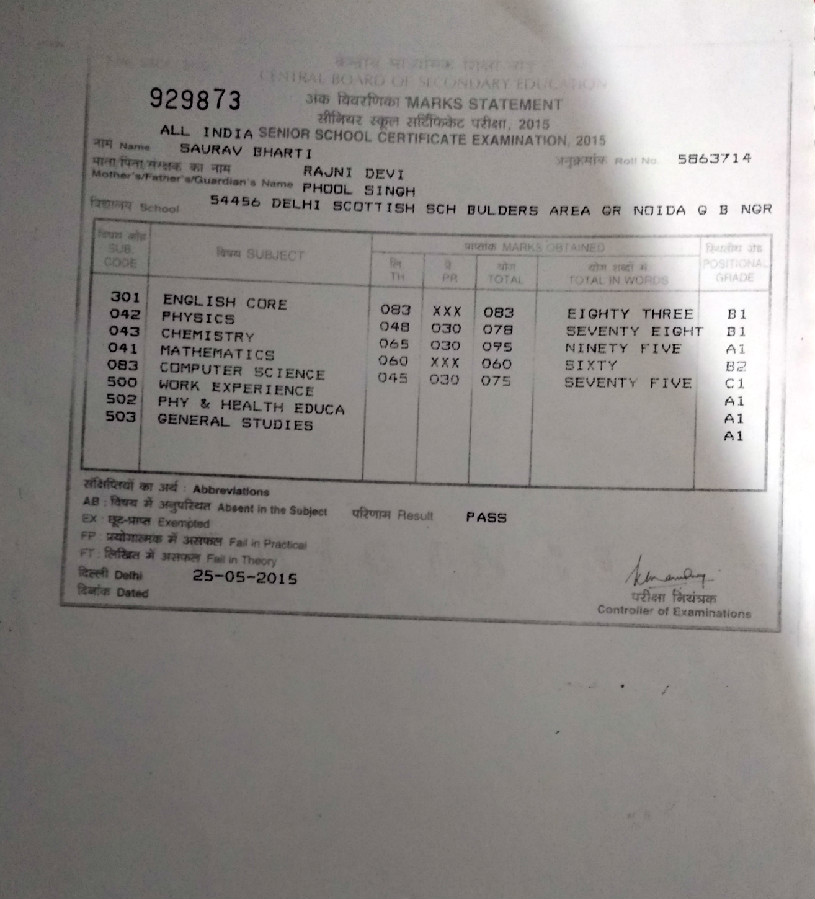 CENTRAL BOARD OF SECONDARY EDUCATION
929873 अंक विवरणिका MARKS STATEMENT
सीनियर स्कूल सर्टिफिकेट परीक्षा, 2015
ALL INDIA SENIOR SCHOOL CERTIFICATE EXAMINATION, 2015
नाम Name SAURAV BHARTI अनुक्रमांक Roll No. 5863714
माता/पिता/संरक्षक का नाम RAJNI DEVI
Mother's/Father's/Guardian's Name PHOOL SINGH
विद्यालय School 54456 DELHI SCOTTISH SCH BULDERS AREA GR NOIDA G B NGR
विषय कोड SUB. CODE विषय SUBJECT प्राप्तांक MARKS OBTAINED POSITIONAL GRADE
लि TH प्रे PR योग TOTAL योग शब्दों में TOTAL IN WORDS
301 ENGLISH CORE 083 XXX 083 EIGHTY THREE B1
042 PHYSICS 048 030 078 SEVENTY EIGHT B1
043 CHEMISTRY 065 030 095 NINETY FIVE A1
041 MATHEMATICS 060 XXX 060 SIXTY B2
083 COMPUTER SCIENCE 045 030 075 SEVENTY FIVE C1
500 WORK EXPERIENCE A1
502 PHY & HEALTH EDUCA A1
503 GENERAL STUDIES A1
संक्षिप्तियों का अर्थ : Abbreviations
AB : विषय में अनुपस्थित Absent in the Subject परिणाम Result PASS
EX : छूट-प्राप्त Exempted
FP : प्रयोगात्मक में असफल Fail in Practical
FT : लिखित में असफल Fail in Theory
दिल्ली Delhi 25-05-2015
दिनांक Dated
परीक्षा नियंत्रक
Controller of Examinations